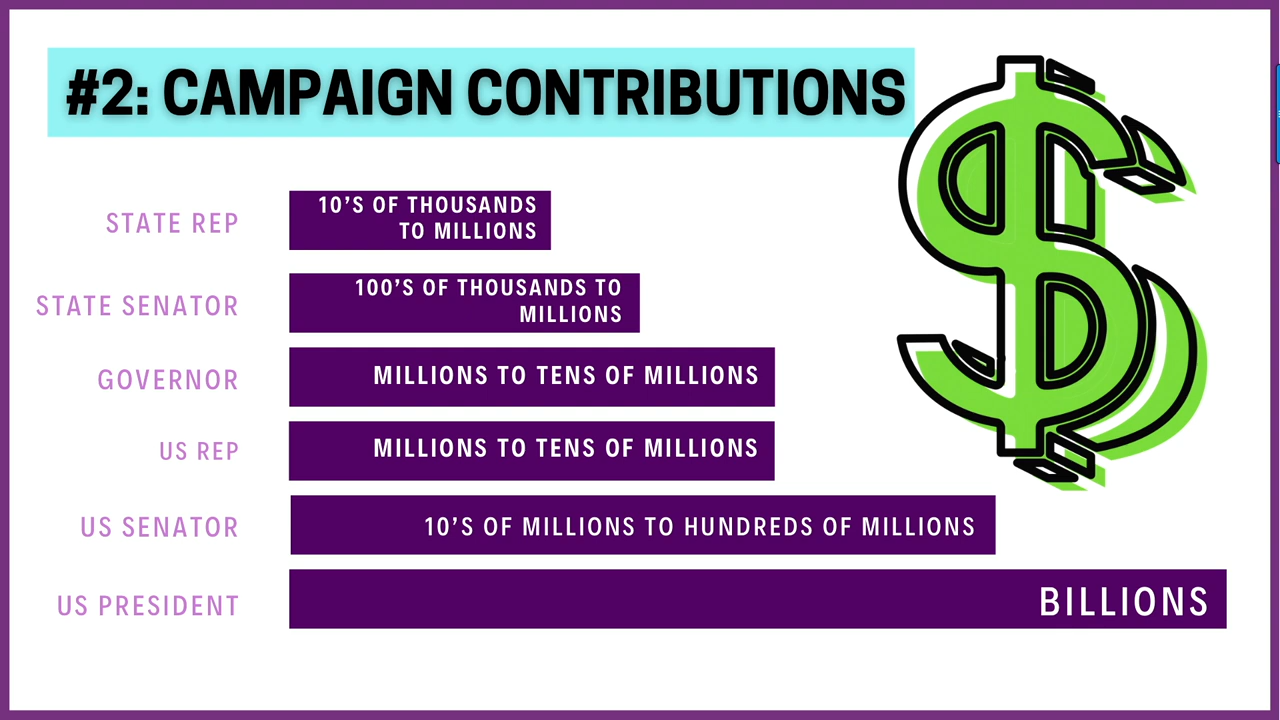 #2: CAMPAIGN CONTRIBUTIONS
STATE REP
10'S OF THOUSANDS
TO MILLIONS
STATE SENATOR
100'S OF THOUSANDS TO
MILLIONS
GOVERNOR
MILLIONS TO TENS OF MILLIONS
US REP
MILLIONS TO TENS OF MILLIONS
US SENATOR
10'S OF MILLIONS TO HUNDREDS OF MILLIONS
US PRESIDENT
BILLIONS